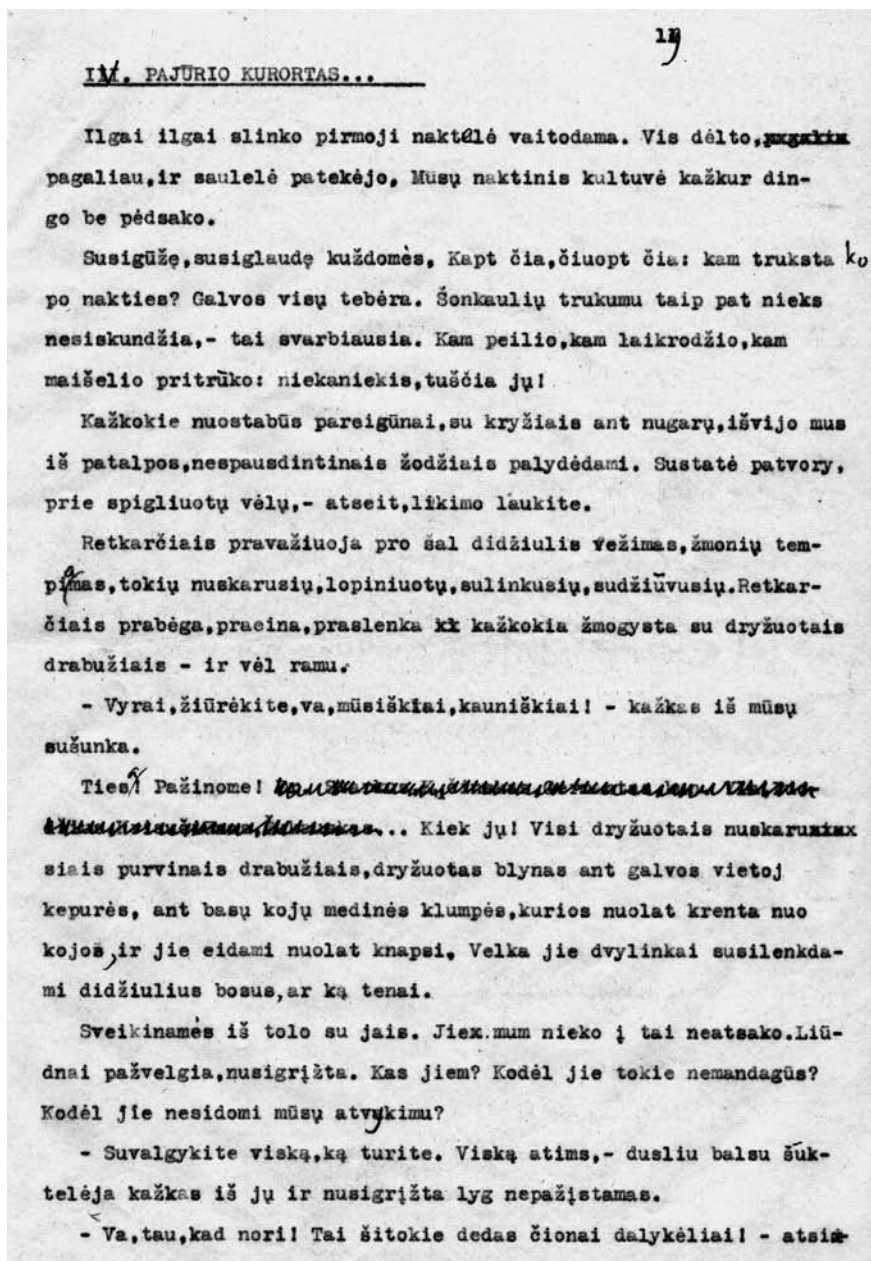 19
IV. PAJŪRIO KURORTAS...
Ilgai ilgai slinko pirmoji naktelė vaitodama. Vis dėlto,
pagaliau,ir saulelė patekėjo. Mūsų naktinis kultuvė kažkur din-
go be pėdsako.
Susigūžę,susiglaudę kuždomės. Kapt čia,čiuopt čia: kam truksta ko
po nakties? Galvos visų tebėra. Šonkaulių trukumu taip pat nieks
nesiskundžia,- tai svarbiausia. Kam peilio,kam laikrodžio,kam
maišelio pritrūko: niekaniekis,tuščia jų!
Kažkokie nuostabūs pareigūnai,su kryžiais ant nugarų,išvijo mus
iš patalpos,nespausdintinais žodžiais palydėdami. Sustatė patvory,
prie spigliuotų vėlų,- atseit,likimo laukite.
Retkarčiais pravažiuoja pro šal didžiulis vežimas,žmonių tem-
piamas,tokių nuskarusių,lopiniuotų,sulinkusių,sudžiūvusių.Retkar-
čiais prabėga,praeina,praslenka kažkokia žmogysta su dryžuotais
drabužiais - ir vėl ramu.
- Vyrai,žiūrėkite,va,mūsiškiai,kauniškiai! - kažkas iš mūsų
sušunka.
Tiesą! Pažinome!
... Kiek jų! Visi dryžuotais nuskaru
siais purvinais drabužiais,dryžuotas blynas ant galvos vietoj
kepurės, ant basų kojų medinės klumpės,kurios nuolat krenta nuo
kojos,ir jie eidami nuolat knapsi. Velka jie dvylinkai susilenkda-
mi didžiulius bosus,ar ką tenai.
Sveikinamės iš tolo su jais. Jie mum nieko į tai neatsako.Liū-
dnai pažvelgia,nusigrįžta. Kas jiem? Kodėl jie tokie nemandagūs?
Kodėl jie nesidomi mūsų atvykimu?
- Suvalgykite viską,ką turite. Viską atims,- dusliu balsu šūk-
telėja kažkas iš jų ir nusigrįžta lyg nepažįstamas.
- Va,tau,kad nori! Tai šitokie dedas čionai dalykėliai! - atsi-